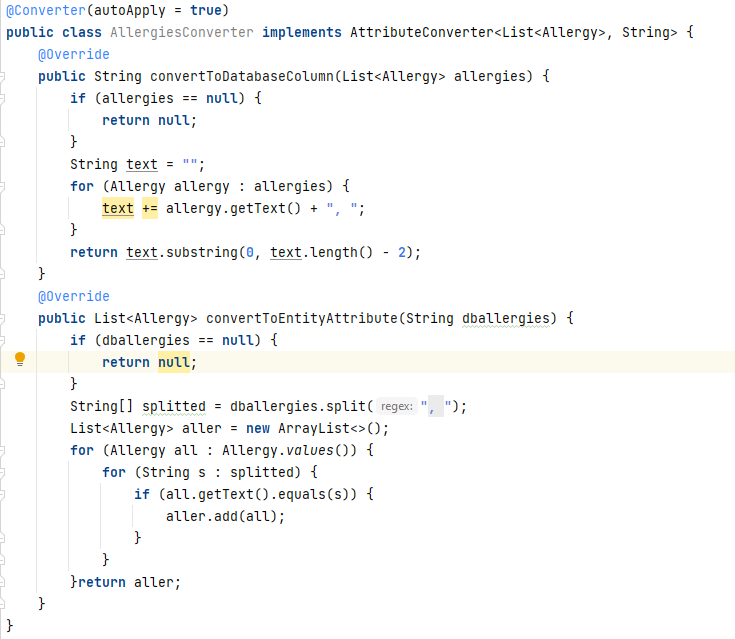 @Converter(autoApply = true)
public class AllergiesConverter implements AttributeConverter<List<Allergy>, String> {
    @Override
    public String convertToDatabaseColumn(List<Allergy> allergies) {
        if (allergies == null) {
            return null;
        }
        String text = "";
        for (Allergy allergy : allergies) {
            text += allergy.getText() + ", ";
        }
        return text.substring(0, text.length() - 2);
    }
    @Override
    public List<Allergy> convertToEntityAttribute(String dballergies) {
        if (dballergies == null) {
            return null;
        }
        String[] splitted = dballergies.split( regex: ", ");
        List<Allergy> aller = new ArrayList<>();
        for (Allergy all : Allergy.values()) {
            for (String s : splitted) {
                if (all.getText().equals(s)) {
                    aller.add(all);
                }
            }
        }return aller;
    }
}